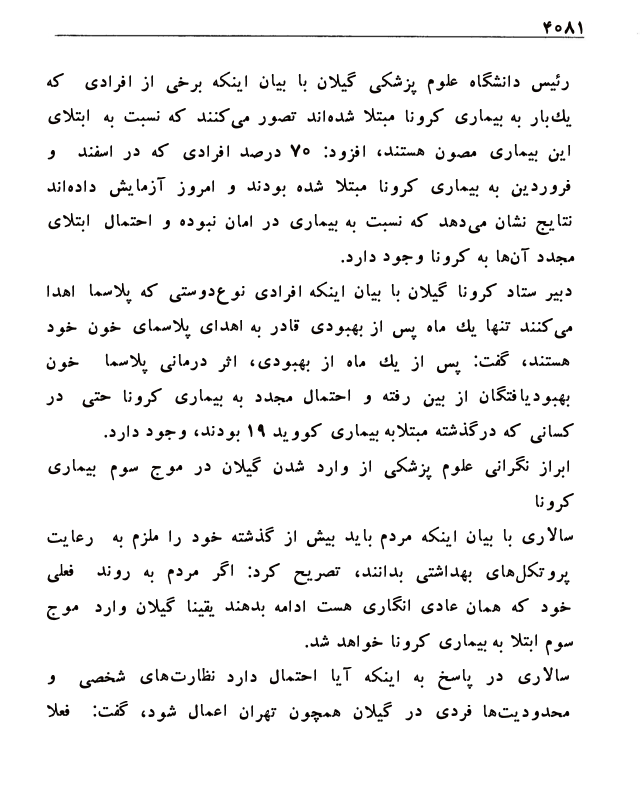 ۴۰۸۱
رئیس دانشگاه علوم پزشکی گیلان با بیان اینکه برخی از افرادی که
یك‌بار به بیماری کرونا مبتلا شده‌اند تصور می‌کنند که نسبت به ابتلای
این بیماری مصون هستند، افزود: ۷۰ درصد افرادی که در اسفند و
فروردین به بیماری کرونا مبتلا شده بودند و امروز آزمایش داده‌اند
نتایج نشان می‌دهد که نسبت به بیماری در امان نبوده و احتمال ابتلای
مجدد آن‌ها به کرونا وجود دارد.
دبیر ستاد کرونا گیلان با بیان اینکه افرادی نوع‌دوستی که پلاسما اهدا
می‌کنند تنها یك ماه پس از بهبودی قادر به اهدای پلاسمای خون خود
هستند، گفت: پس از یك ماه از بهبودی، اثر درمانی پلاسما خون
بهبودیافتگان از بین رفته و احتمال مجدد به بیماری کرونا حتی در
کسانی که درگذشته مبتلابه بیماری کووید ۱۹ بودند، وجود دارد.
ابراز نگرانی علوم پزشکی از وارد شدن گیلان در موج سوم بیماری
کرونا
سالاری با بیان اینکه مردم باید بیش از گذشته خود را ملزم به رعایت
پروتکل‌های بهداشتی بدانند، تصریح کرد: اگر مردم به روند فعلی
خود که همان عادی انگاری هست ادامه بدهند یقینا گیلان وارد موج
سوم ابتلا به بیماری کرونا خواهد شد.
سالاری در پاسخ به اینکه آیا احتمال دارد نظارت‌های شخصی و
محدودیت‌ها فردی در گیلان همچون تهران اعمال شود، گفت: فعلا